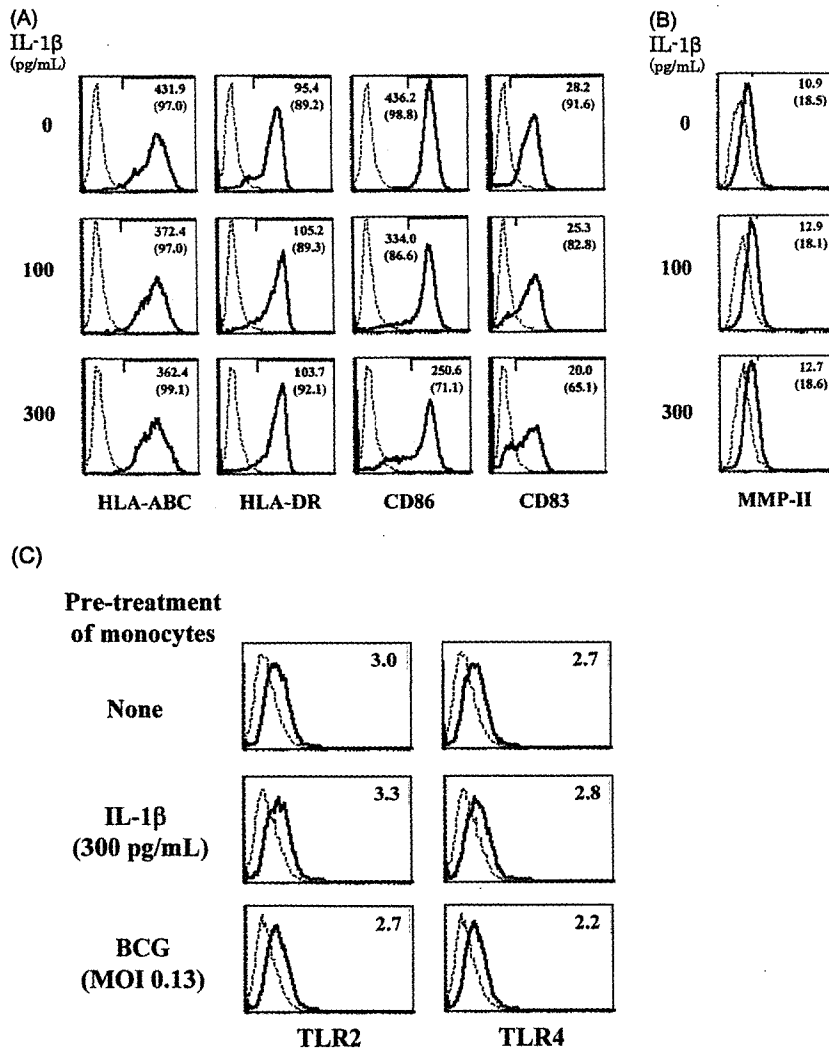 (A)
IL-1β
(pg/mL)
0
431.9
(97.0)
95.4
(89.2)
436.2
(98.8)
28.2
(91.6)
100
372.4
(97.0)
105.2
(89.3)
334.0
(86.6)
25.3
(82.8)
300
362.4
(99.1)
103.7
(92.1)
250.6
(71.1)
20.0
(65.1)
HLA-ABC
HLA-DR
CD86
CD83
(B)
IL-1β
(pg/mL)
0
10.9
(18.5)
100
12.9
(18.1)
300
12.7
(18.6)
MMP-II
(C)
Pre-treatment
of monocytes
None
3.0
2.7
IL-1β
(300 pg/mL)
3.3
2.8
BCG
(MOI 0.13)
2.7
2.2
TLR2
TLR4